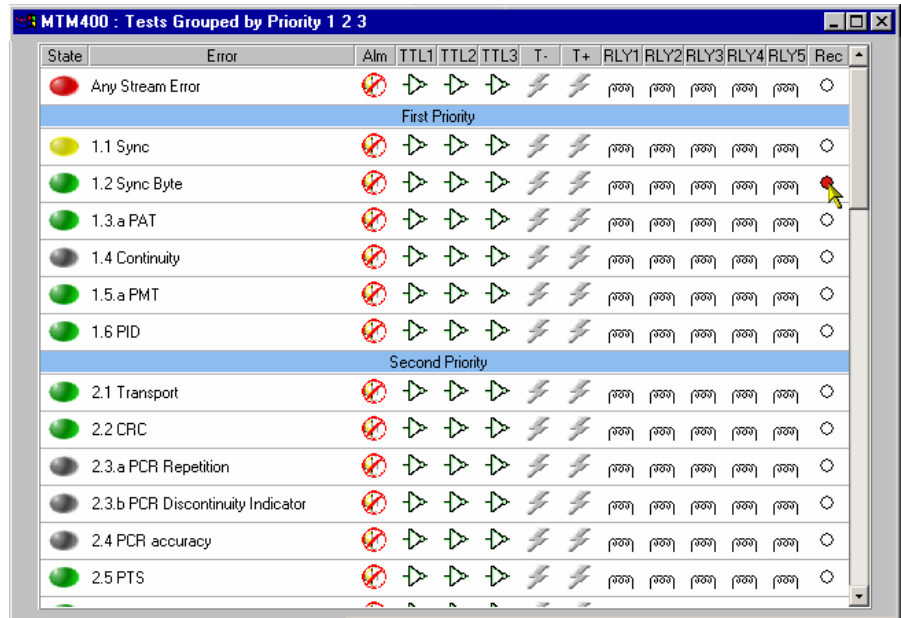 MTM400 : Tests Grouped by Priority 1 2 3
State Error Alm TTL1 TTL2 TTL3 T- T+ RLY1 RLY2 RLY3 RLY4 RLY5 Rec
Any Stream Error
First Priority
1.1 Sync
1.2 Sync Byte
1.3.a PAT
1.4 Continuity
1.5.a PMT
1.6 PID
Second Priority
2.1 Transport
2.2 CRC
2.3.a PCR Repetition
2.3.b PCR Discontinuity Indicator
2.4 PCR accuracy
2.5 PTS